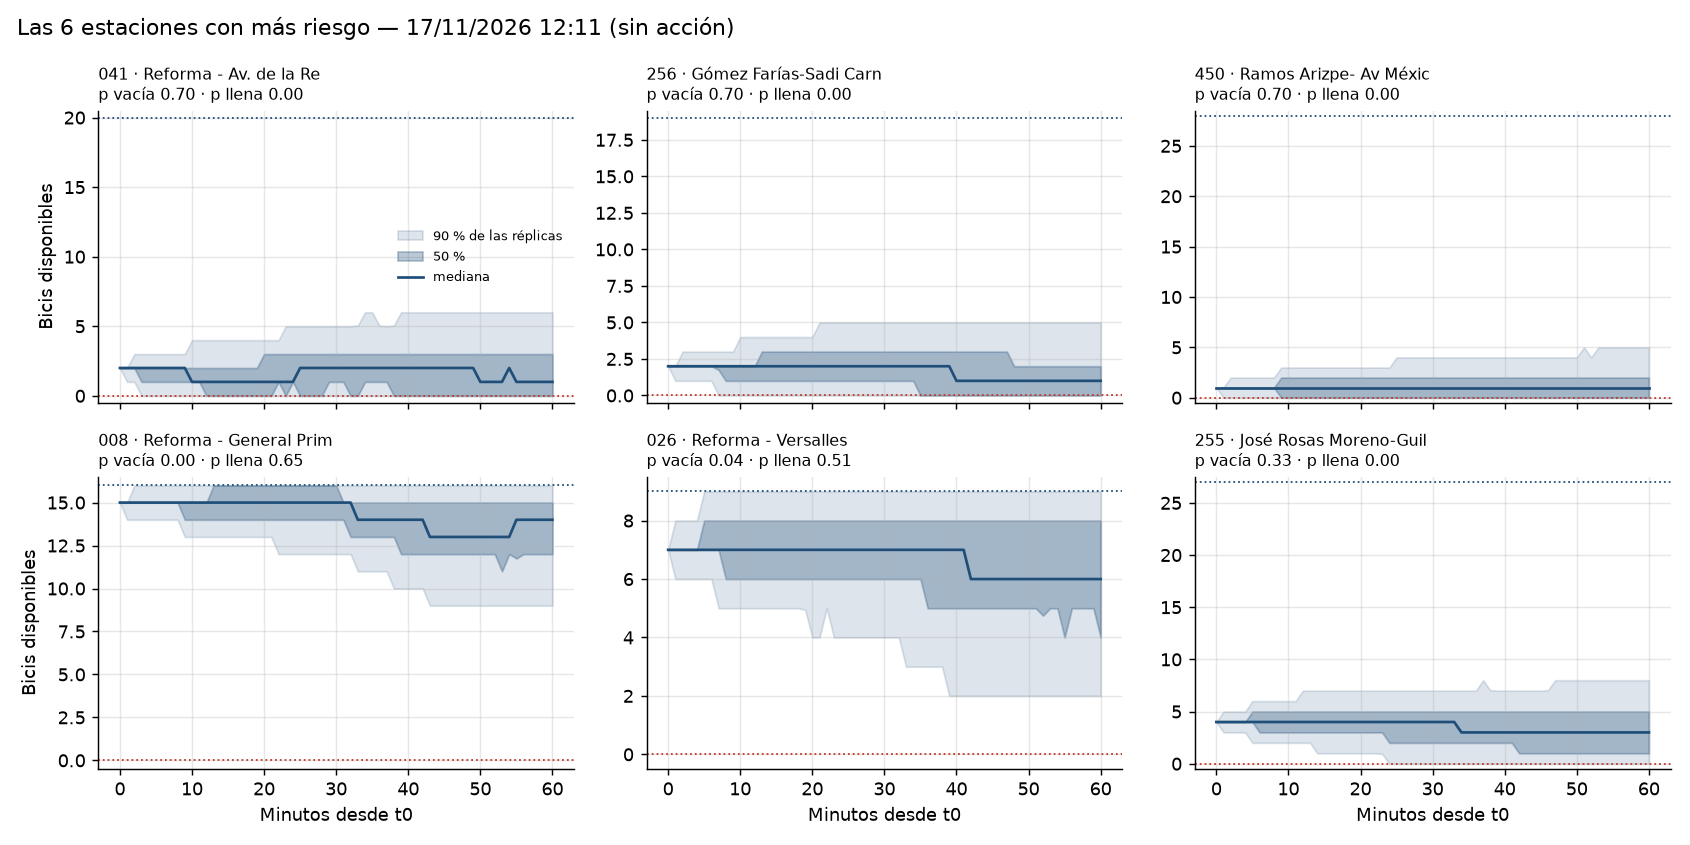 Las 6 estaciones con más riesgo — 17/11/2026 12:11 (sin acción)
041 · Reforma - Av. de la Re
p vacía 0.70 · p llena 0.00
20
15
10
5
0
Bicis disponibles
90 % de las réplicas
50 %
mediana
256 · Gómez Farías-Sadi Carn
p vacía 0.70 · p llena 0.00
17.5
15.0
12.5
10.0
7.5
5.0
2.5
0.0
450 · Ramos Arizpe- Av Méxic
p vacía 0.70 · p llena 0.00
25
20
15
10
5
0
008 · Reforma - General Prim
p vacía 0.00 · p llena 0.65
15.0
12.5
10.0
7.5
5.0
2.5
0.0
Bicis disponibles
0 10 20 30 40 50 60
Minutos desde t0
026 · Reforma - Versalles
p vacía 0.04 · p llena 0.51
8
6
4
2
0
0 10 20 30 40 50 60
Minutos desde t0
255 · José Rosas Moreno-Guil
p vacía 0.33 · p llena 0.00
25
20
15
10
5
0
0 10 20 30 40 50 60
Minutos desde t0